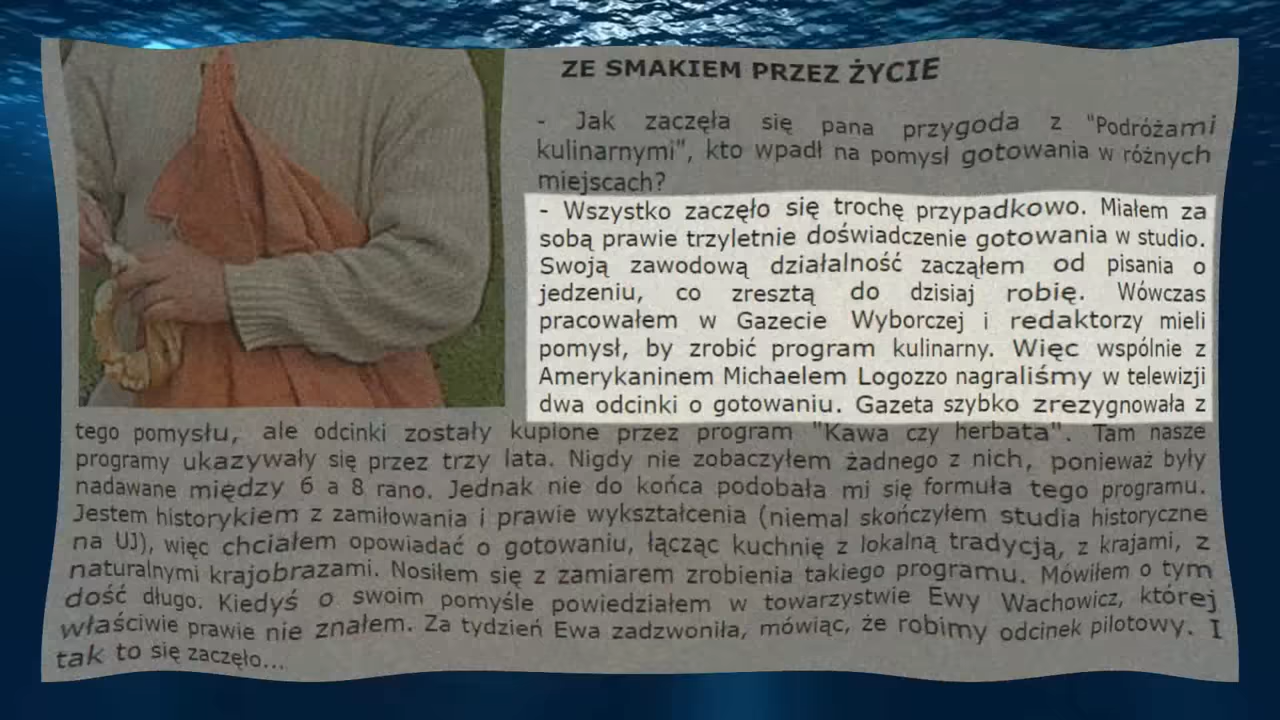 ZE SMAKIEM PRZEZ ŻYCIE
- Jak zaczęła się pana przygoda z "Podróżami
kulinarnymi", kto wpadł na pomysł gotowania w różnych
miejscach?
- Wszystko zaczęło się trochę przypadkowo. Miałem za
sobą prawie trzyletnie doświadczenie gotowania w studio.
Swoją zawodową działalność zacząłem od pisania o
jedzeniu, co zresztą do dzisiaj robię. Wówczas
pracowałem w Gazecie Wyborczej i redaktorzy mieli
pomysł, by zrobić program kulinarny. Więc wspólnie z
Amerykaninem Michaelem Logozzo nagraliśmy w telewizji
dwa odcinki o gotowaniu. Gazeta szybko zrezygnowała z
tego pomysłu, ale odcinki zostały kupione przez program "Kawa czy herbata". Tam nasze
programy ukazywały się przez trzy lata. Nigdy nie zobaczyłem żadnego z nich, ponieważ były
nadawane między 6 a 8 rano. Jednak nie do końca podobała mi się formuła tego programu.
Jestem historykiem z zamiłowania i prawie wykształcenia (niemal skończyłem studia historyczne
na UJ), więc chciałem opowiadać o gotowaniu, łącząc kuchnię z lokalną tradycją, z krajami, z
naturalnymi krajobrazami. Nosiłem się z zamiarem zrobienia takiego programu. Mówiłem o tym
dość długo. Kiedyś o swoim pomyśle powiedziałem w towarzystwie Ewy Wachowicz, której
właściwie prawie nie znałem. Za tydzień Ewa zadzwoniła, mówiąc, że robimy odcinek pilotowy. I
tak to się zaczęło...